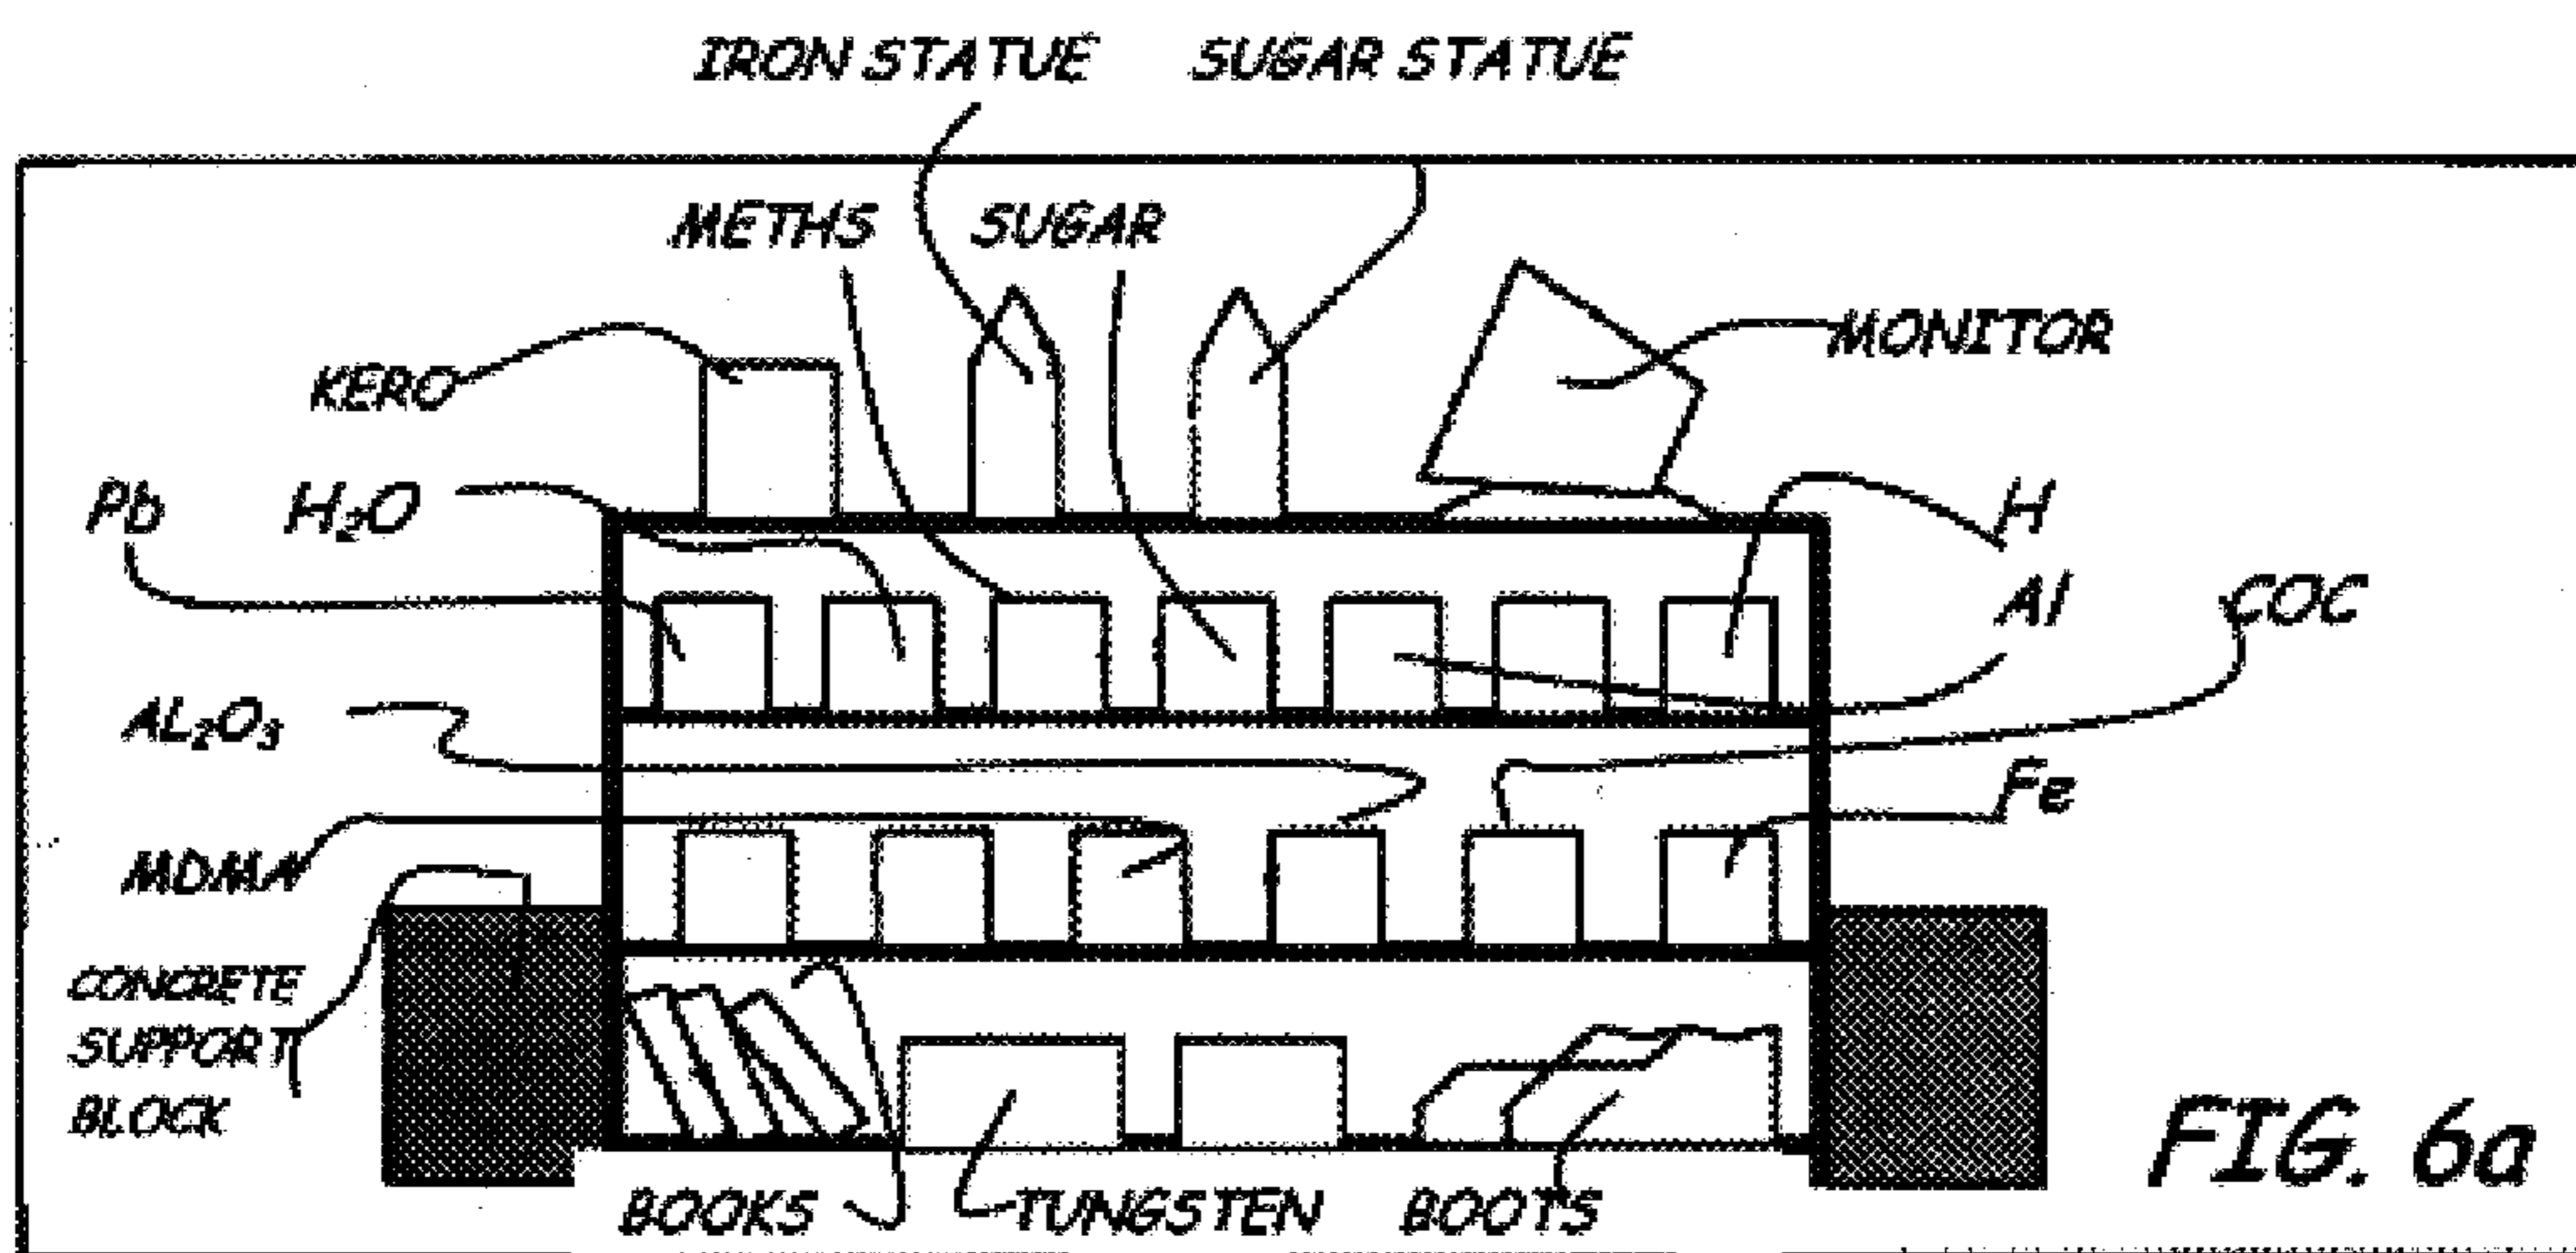 IRON STATUE SUGAR STATUE
METHS SUGAR
KERO MONITOR
Pb H₂O H
Al COC
AL₂O₃
Fe
MDMA
CONCRETE
SUPPORT
BLOCK
BOOKS TUNGSTEN BOOTS
FIG. 6a